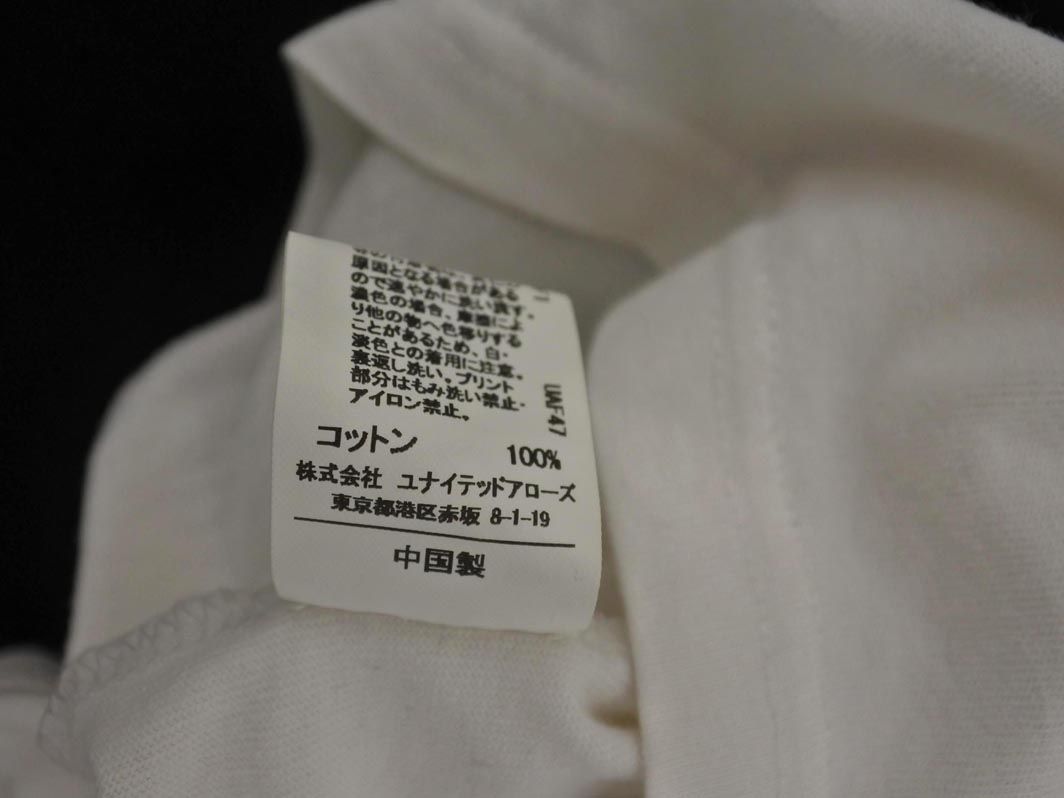 原因となる場合がある
ので速やかに洗い流す。
濃色の場合、摩擦によ
り他の物へ色移りする
ことがあるため、白・
淡色との着用に注意。
裏返し洗い。プリント
部分はもみ洗い禁止・
アイロン禁止。
UAF47
コットン 100%
株式会社 ユナイテッドアローズ
東京都港区赤坂 8-1-19
中国製